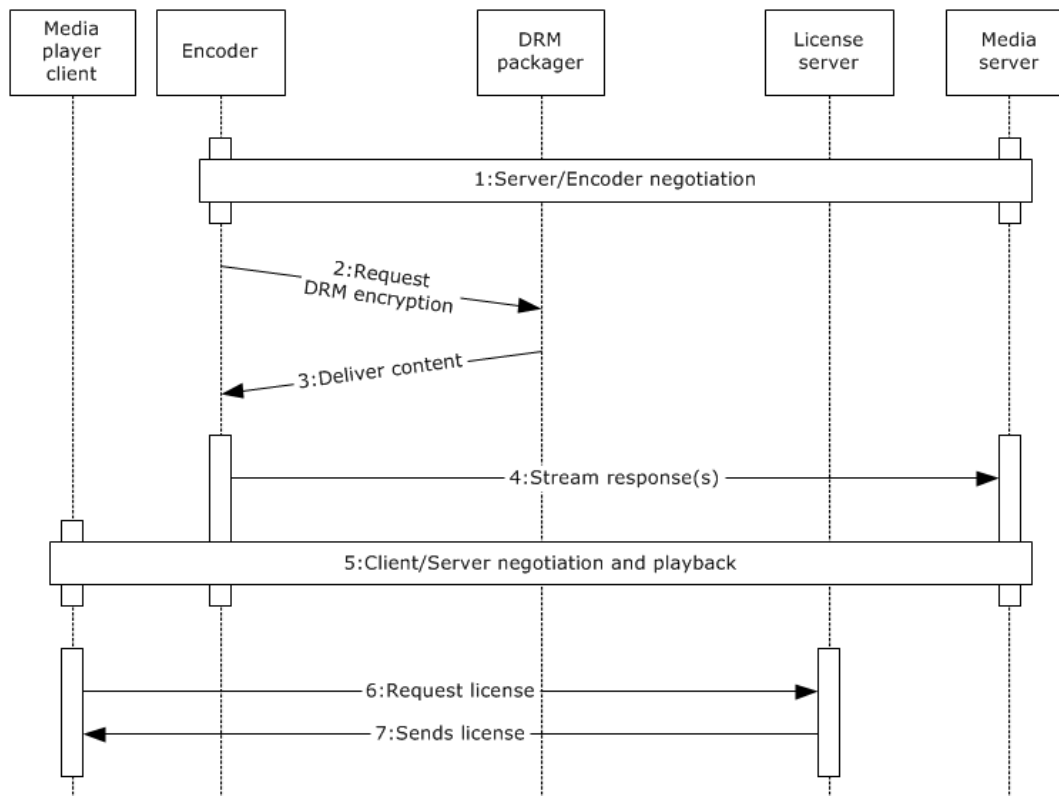 Media
player
client
Encoder
DRM
packager
License
server
Media
server
1:Server/Encoder negotiation
2:Request
DRM encryption
3:Deliver content
4:Stream response(s)
5:Client/Server negotiation and playback
6:Request license
7:Sends license